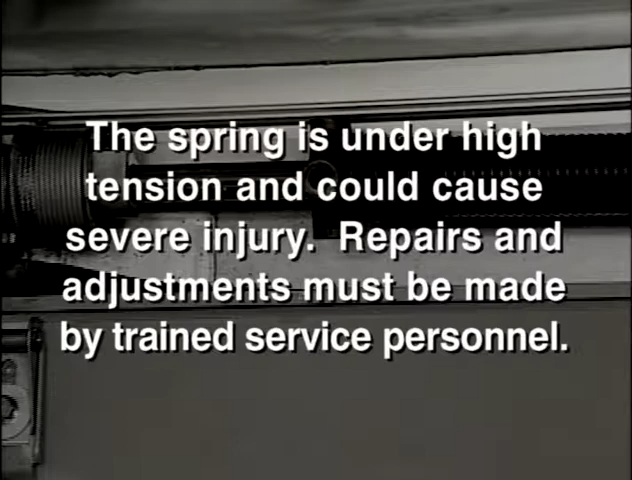 The spring is under high
tension and could cause
severe injury.  Repairs and
adjustments must be made
by trained service personnel.